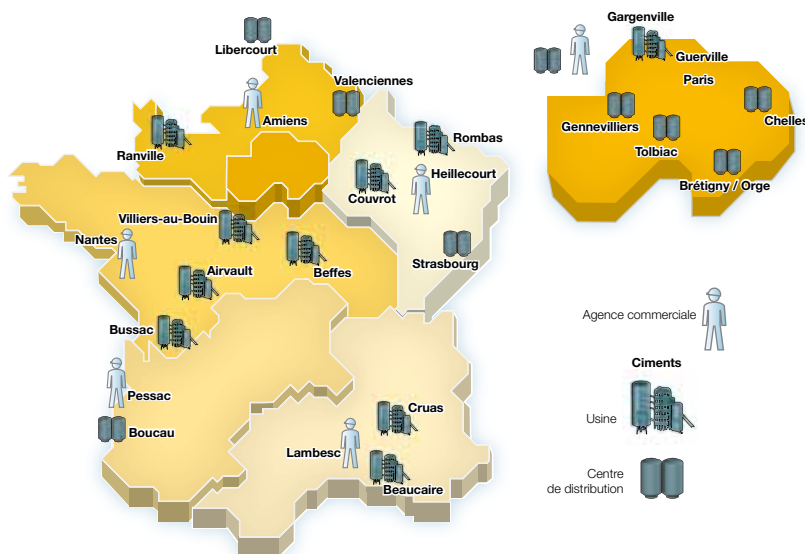 Libercourt
Valenciennes
Amiens
Ranville
Rombas
Heillecourt
Couvrot
Villiers-au-Bouin
Nantes
Strasbourg
Airvault
Beffes
Bussac
Pessac
Boucau
Cruas
Lambesc
Beaucaire
Gargenville
Guerville
Paris
Chelles
Gennevilliers
Tolbiac
Brétigny / Orge
Agence commerciale
Ciments
Usine
Centre
de distribution